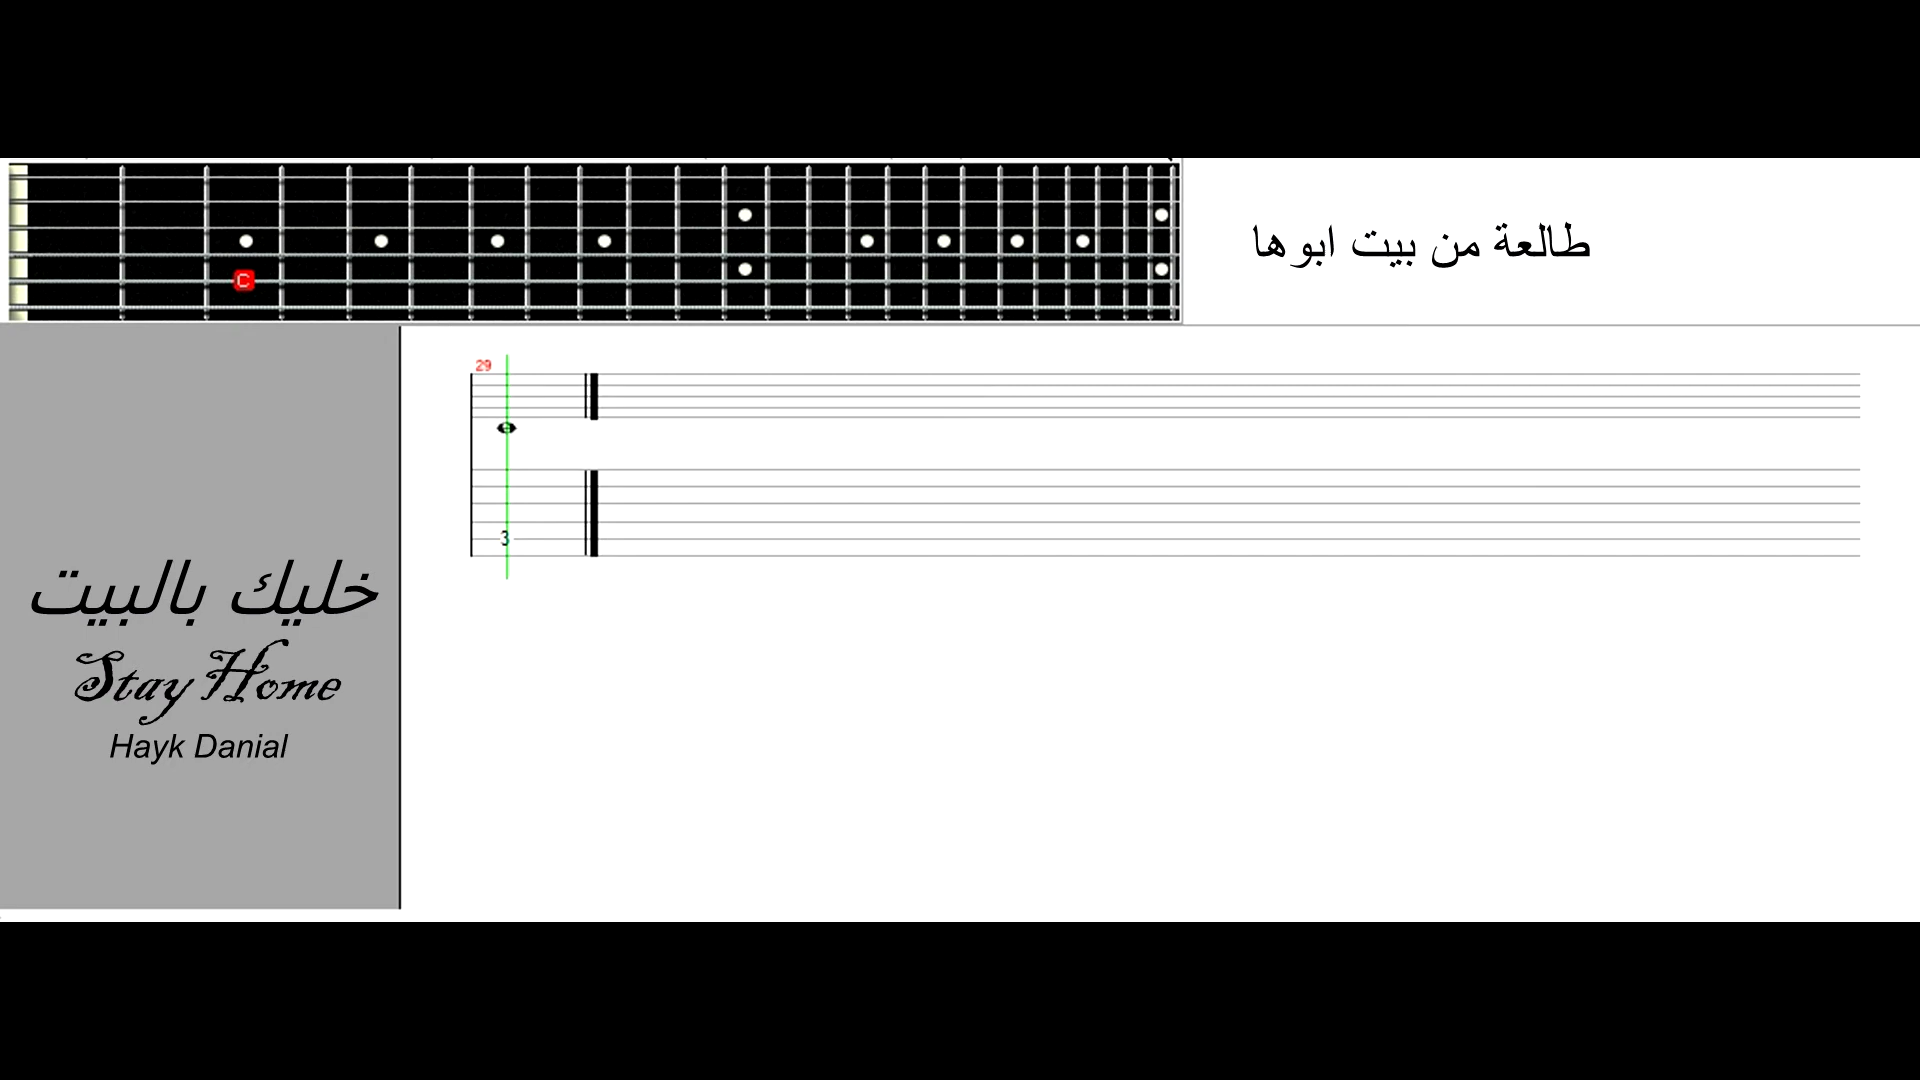 C
طالعة من بيت ابوها
29
3
خليك بالبيت
Stay Home
Hayk Danial